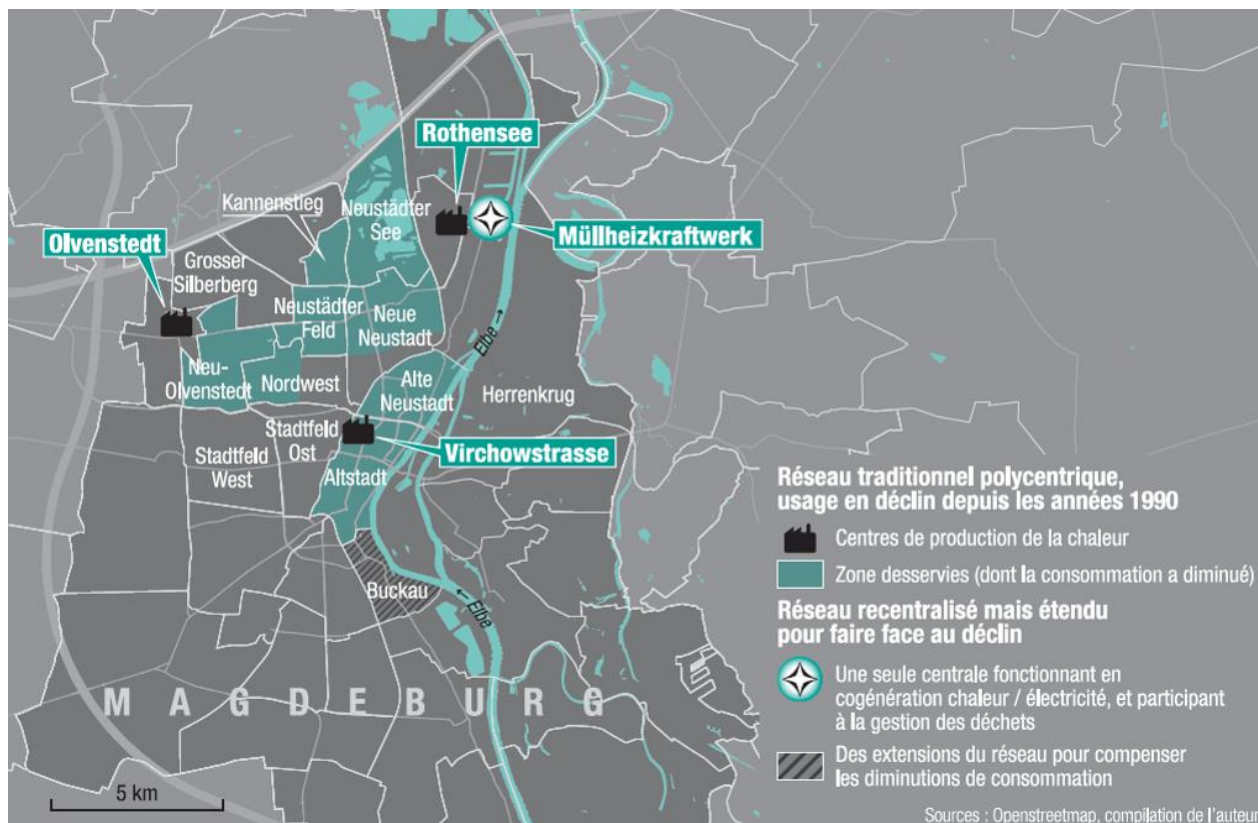 Rothensee
Kannenstieg
Neustädter
See
Olvenstedt
Müllheizkraftwerk
Grosser
Silberberg
Neustädter
Feld
Neue
Neustadt
Elbe →
Neu-
Olvenstedt
Nordwest
Alte
Neustadt
Herrenkrug
Stadtfeld
Ost
Virchowstrasse
Stadtfeld
West
Altstadt
Buckau
← Elbe
MAGDEBURG
5 km
Réseau traditionnel polycentrique,
usage en déclin depuis les années 1990
Centres de production de la chaleur
Zone desservies (dont la consommation a diminué)
Réseau recentralisé mais étendu
pour faire face au déclin
Une seule centrale fonctionnant en
cogénération chaleur / électricité, et participant
à la gestion des déchets
Des extensions du réseau pour compenser
les diminutions de consommation
Sources : Openstreetmap, compilation de l'auteur